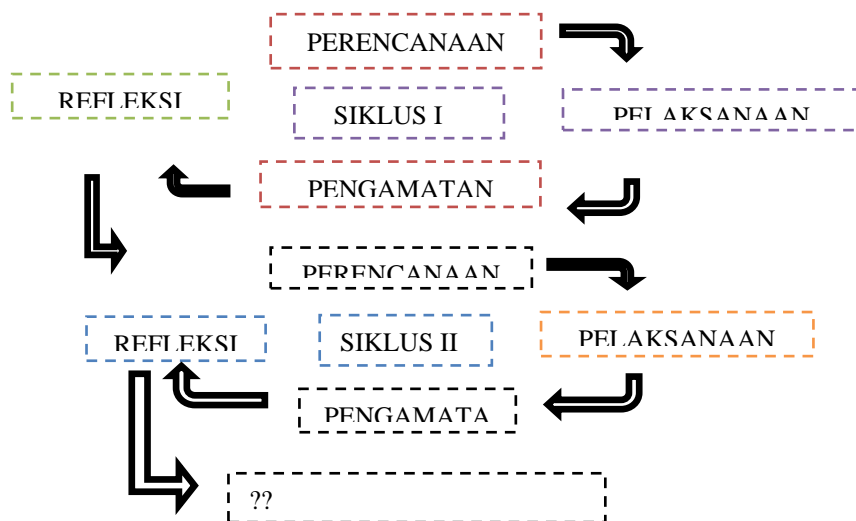 PERENCANAAN
REFLEKSI
SIKLUS I
PELAKSANAAN
PENGAMATAN
PERENCANAAN
REFLEKSI
SIKLUS II
PELAKSANAAN
PENGAMATA
??